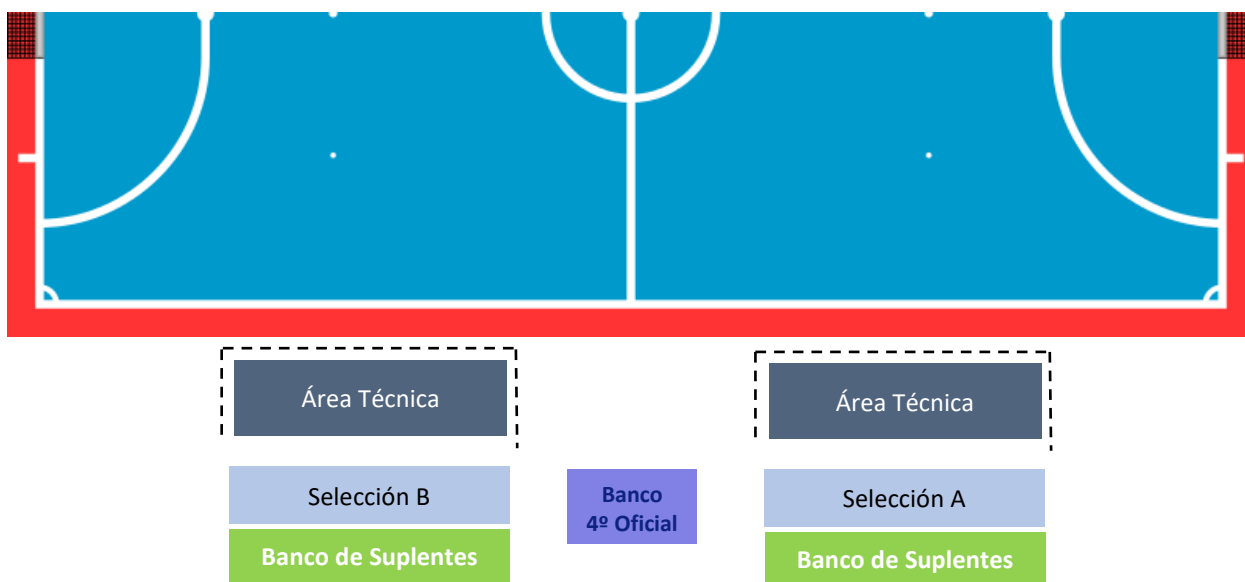 Área Técnica
Área Técnica
Selección B
Banco
4º Oficial
Selección A
Banco de Suplentes
Banco de Suplentes